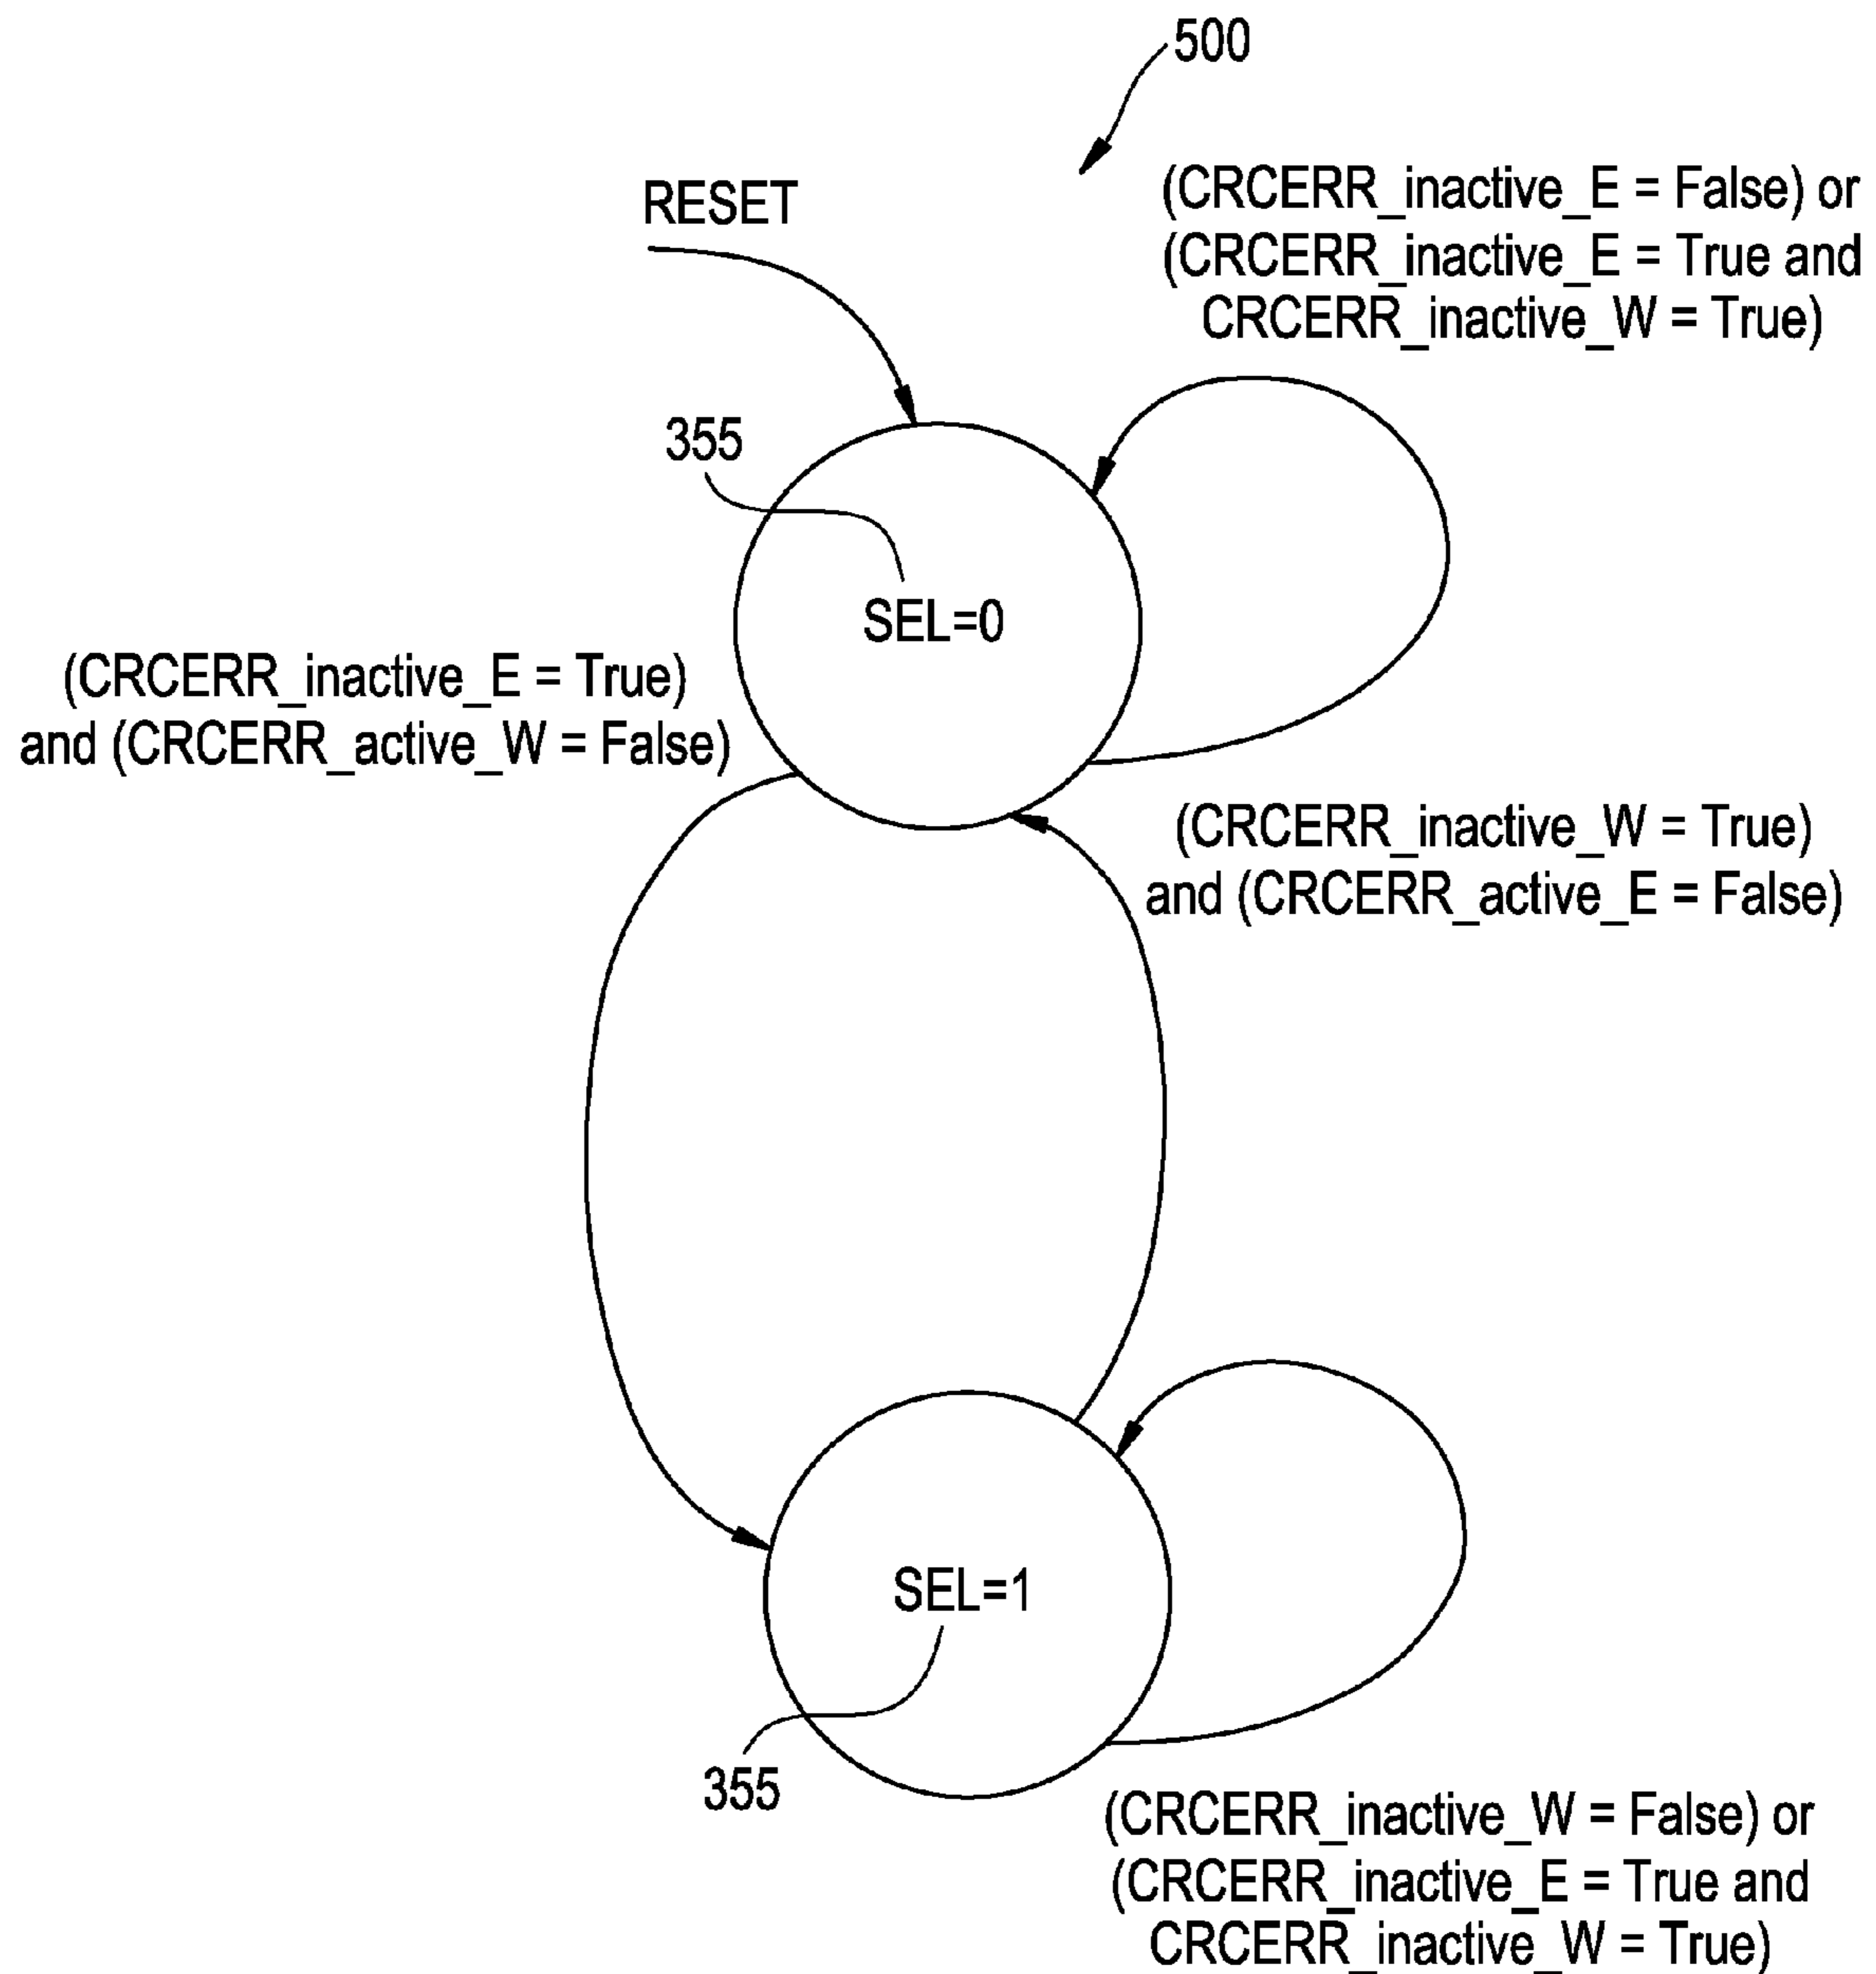 500
RESET
(CRCERR_inactive_E = False) or
(CRCERR_inactive_E = True and
CRCERR_inactive_W = True)
355
SEL=0
(CRCERR_inactive_E = True)
and (CRCERR_active_W = False)
(CRCERR_inactive_W = True)
and (CRCERR_active_E = False)
SEL=1
355
(CRCERR_inactive_W = False) or
(CRCERR_inactive_E = True and
CRCERR_inactive_W = True)